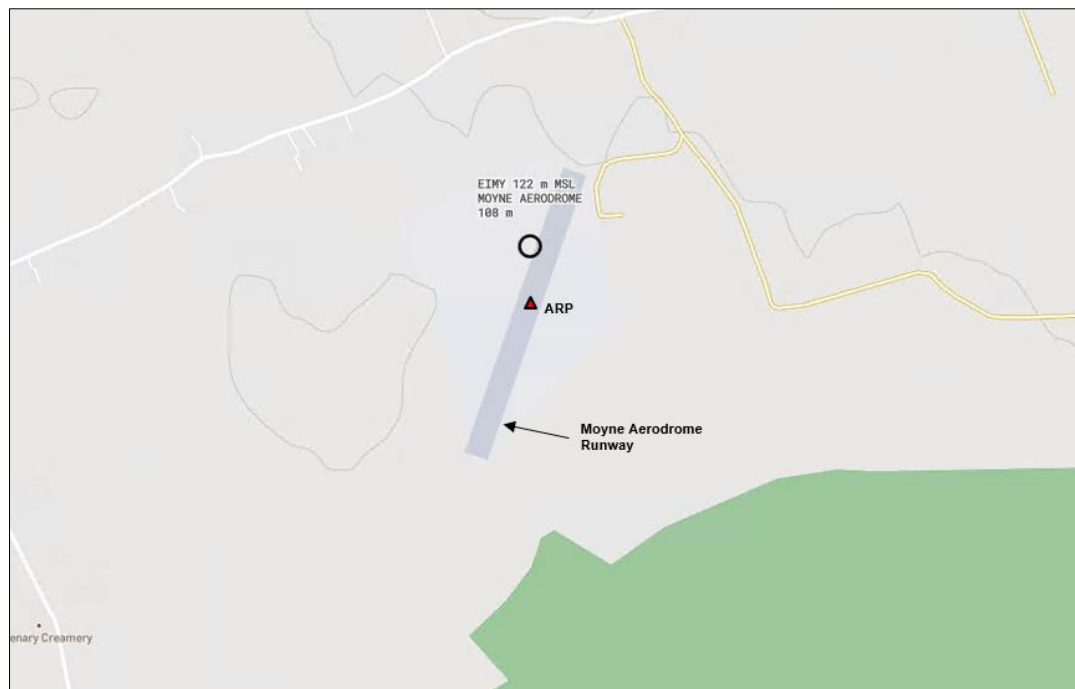 EIMY 122 m MSL
MOYNE AERODROME
108 m
ARP
Moyne Aerodrome
Runway
enary Creamery